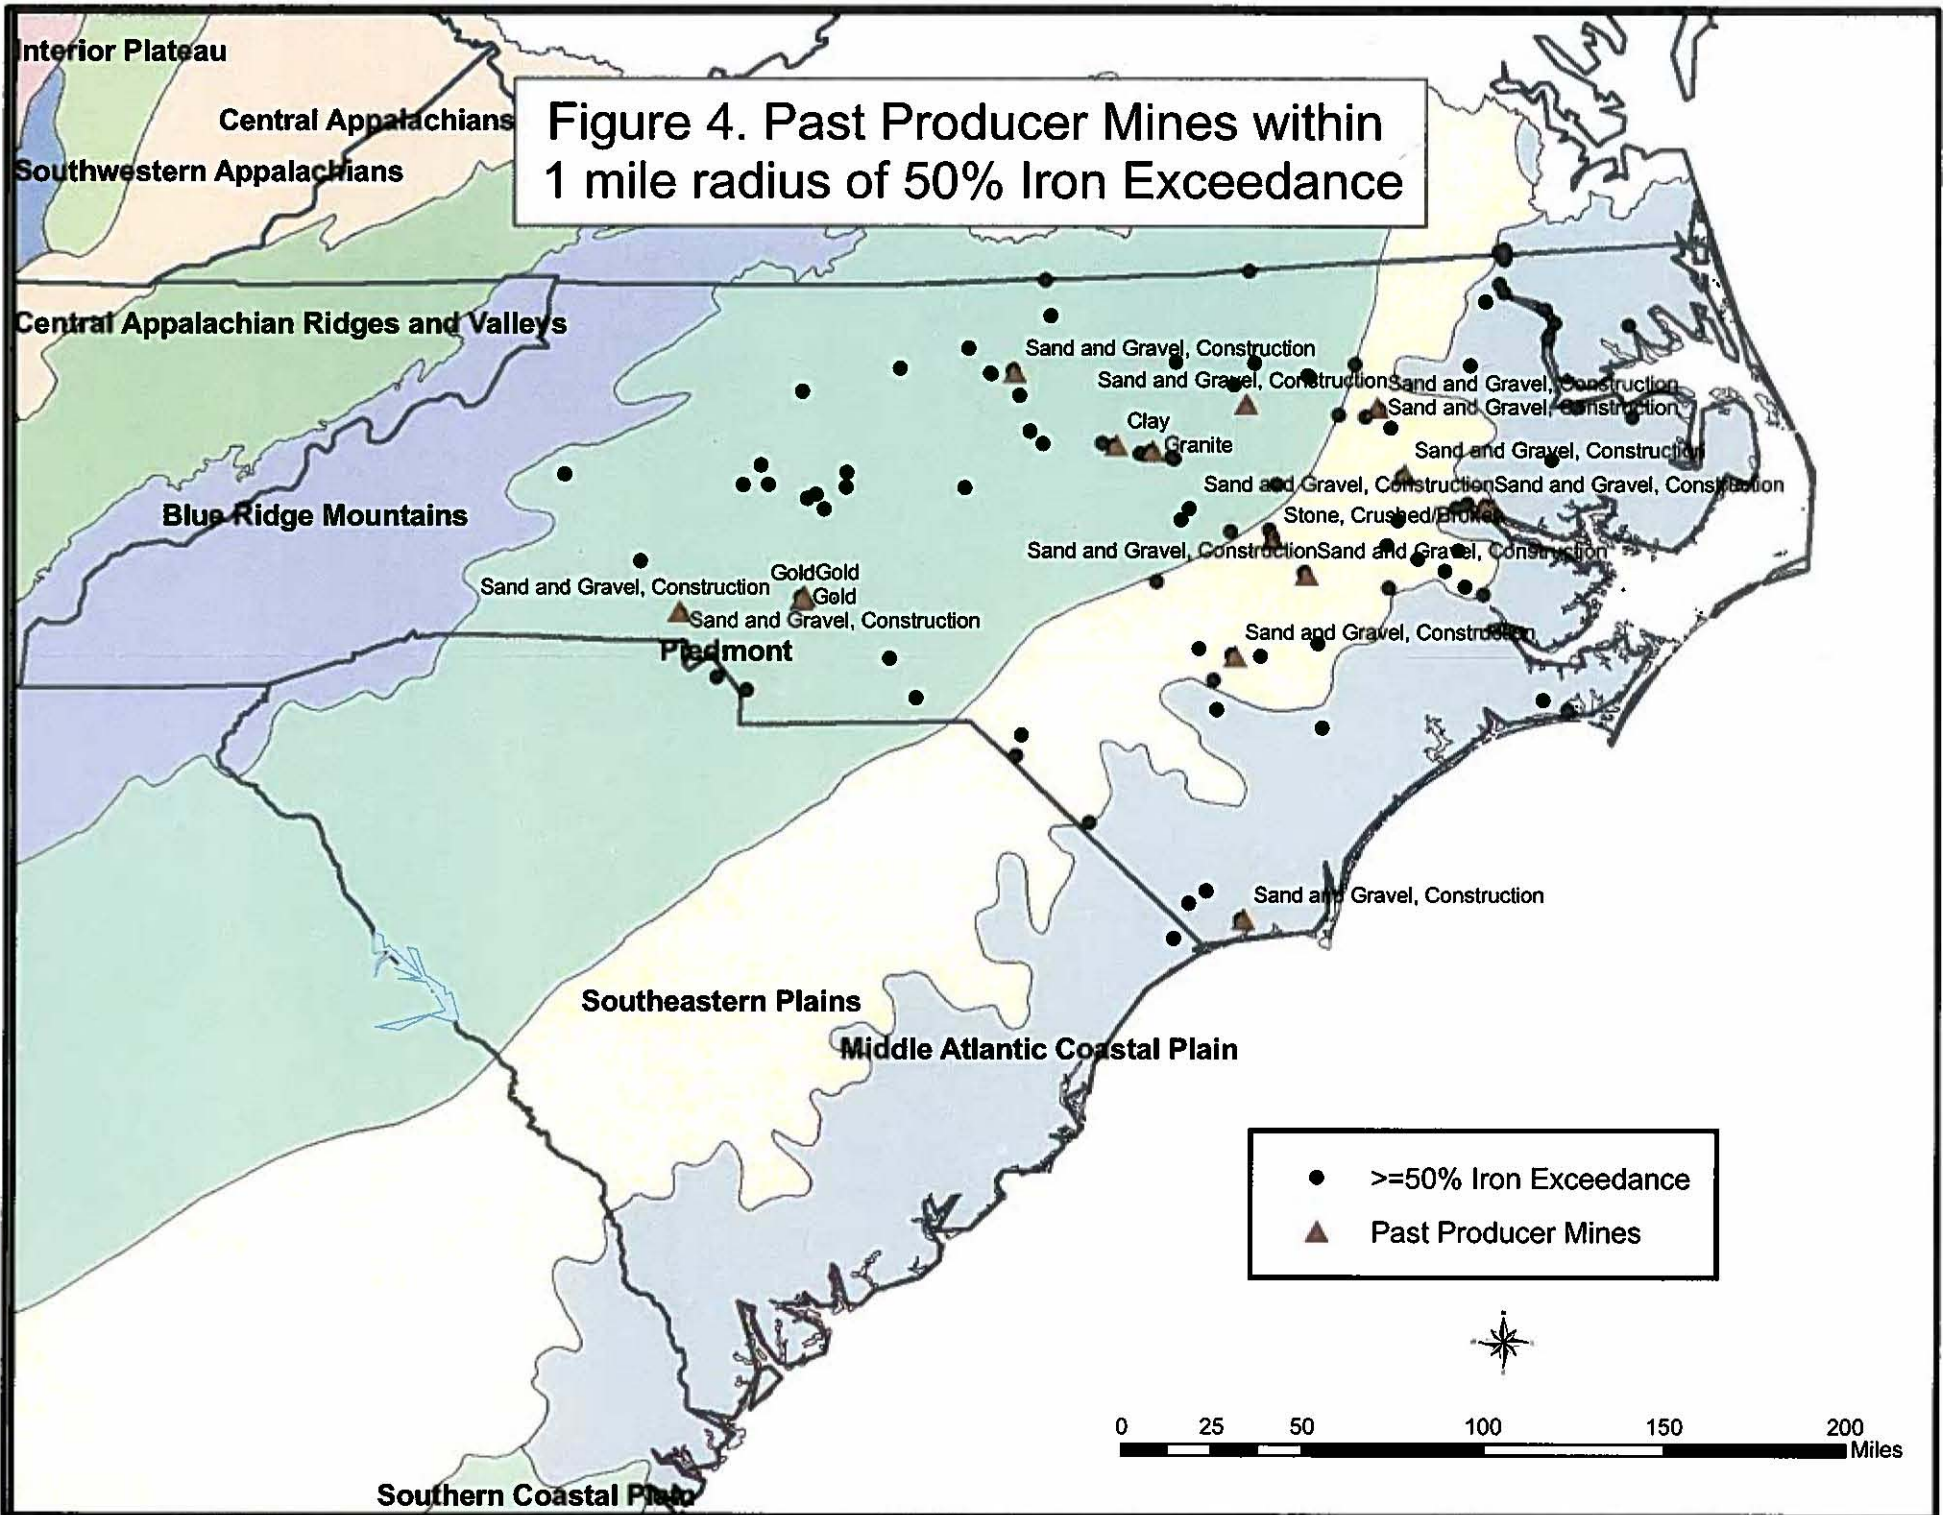 Interior Plateau
Central Appalachians
Southwestern Appalachians
Figure 4. Past Producer Mines within
1 mile radius of 50% Iron Exceedance
Central Appalachian Ridges and Valleys
Sand and Gravel, Construction
Sand and Gravel, Construction
Sand and Gravel, Construction
Sand and Gravel, Construction
Clay
Granite
Sand and Gravel, Construction
Sand and Gravel, Construction
Sand and Gravel, Construction
Blue Ridge Mountains
Stone, Crushed/Broken
Sand and Gravel, Construction
Sand and Gravel, Construction
GoldGold
Sand and Gravel, Construction
Gold
Sand and Gravel, Construction
Sand and Gravel, Construction
Piedmont
Sand and Gravel, Construction
Southeastern Plains
Middle Atlantic Coastal Plain
>=50% Iron Exceedance
Past Producer Mines
0 25 50 100 150 200
Miles
Southern Coastal Plain